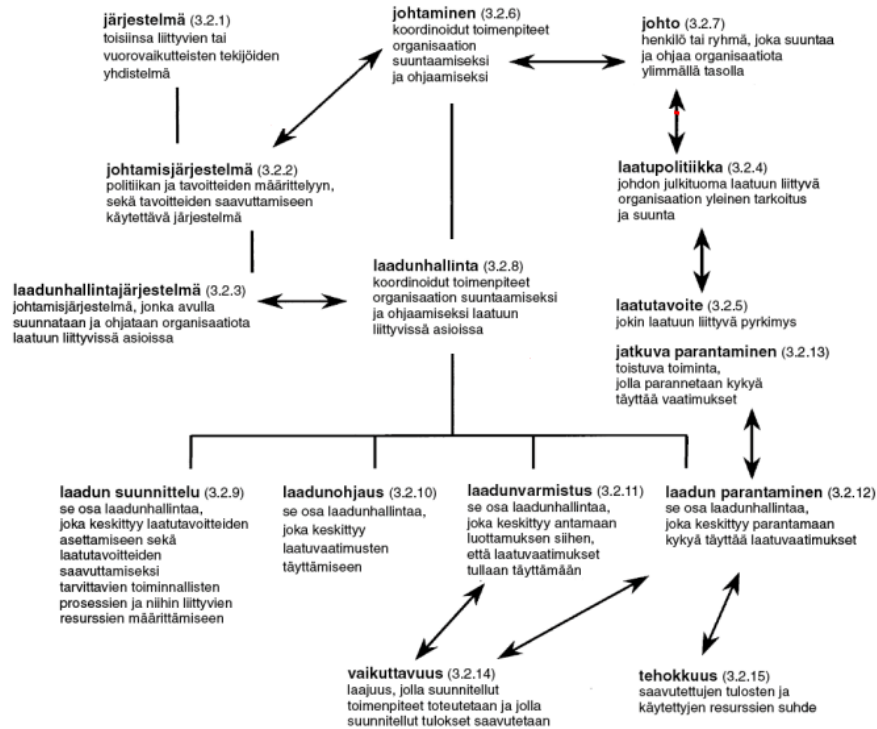 järjestelmä (3.2.1)
toisiinsa liittyvien tai
vuorovaikutteisten tekijöiden
yhdistelmä
johtaminen (3.2.6)
koordinoidut toimenpiteet
organisaation
suuntaamiseksi
ja ohjaamiseksi
johto (3.2.7)
henkilö tai ryhmä, joka suuntaa
ja ohjaa organisaatiota
ylimmällä tasolla
johtamisjärjestelmä (3.2.2)
politiikan ja tavoitteiden määrittelyyn,
sekä tavoitteiden saavuttamiseen
käytettävä järjestelmä
laatupolitiikka (3.2.4)
johdon julkituoma laatuun liittyvä
organisaation yleinen tarkoitus
ja suunta
laadunhallintajärjestelmä (3.2.3)
johtamisjärjestelmä, jonka avulla
suunnataan ja ohjataan organisaatiota
laatuun liittyvissä asioissa
laadunhallinta (3.2.8)
koordinoidut toimenpiteet
organisaation suuntaamiseksi
ja ohjaamiseksi laatuun
liittyvissä asioissa
laatutavoite (3.2.5)
jokin laatuun liittyvä pyrkimys
jatkuva parantaminen (3.2.13)
toistuva toiminta,
jolla parannetaan kykyä
täyttää vaatimukset
laadun suunnittelu (3.2.9)
se osa laadunhallintaa,
joka keskittyy laatutavoitteiden
asettamiseen sekä
laatutavoitteiden
saavuttamiseksi
tarvittavien toiminnallisten
prosessien ja niihin liittyvien
resurssien määrittämiseen
laadunohjaus (3.2.10)
se osa laadunhallintaa,
joka keskittyy
laatuvaatimusten
täyttämiseen
laadunvarmistus (3.2.11)
se osa laadunhallintaa,
joka keskittyy antamaan
luottamuksen siihen,
että laatuvaatimukset
tullaan täyttämään
laadun parantaminen (3.2.12)
se osa laadunhallintaa,
joka keskittyy parantamaan
kykyä täyttää laatuvaatimukset
vaikuttavuus (3.2.14)
laajuus, jolla suunnitellut
toimenpiteet toteutetaan ja jolla
suunnitellut tulokset saavutetaan
tehokkuus (3.2.15)
saavutettujen tulosten ja
käytettyjen resurssien suhde